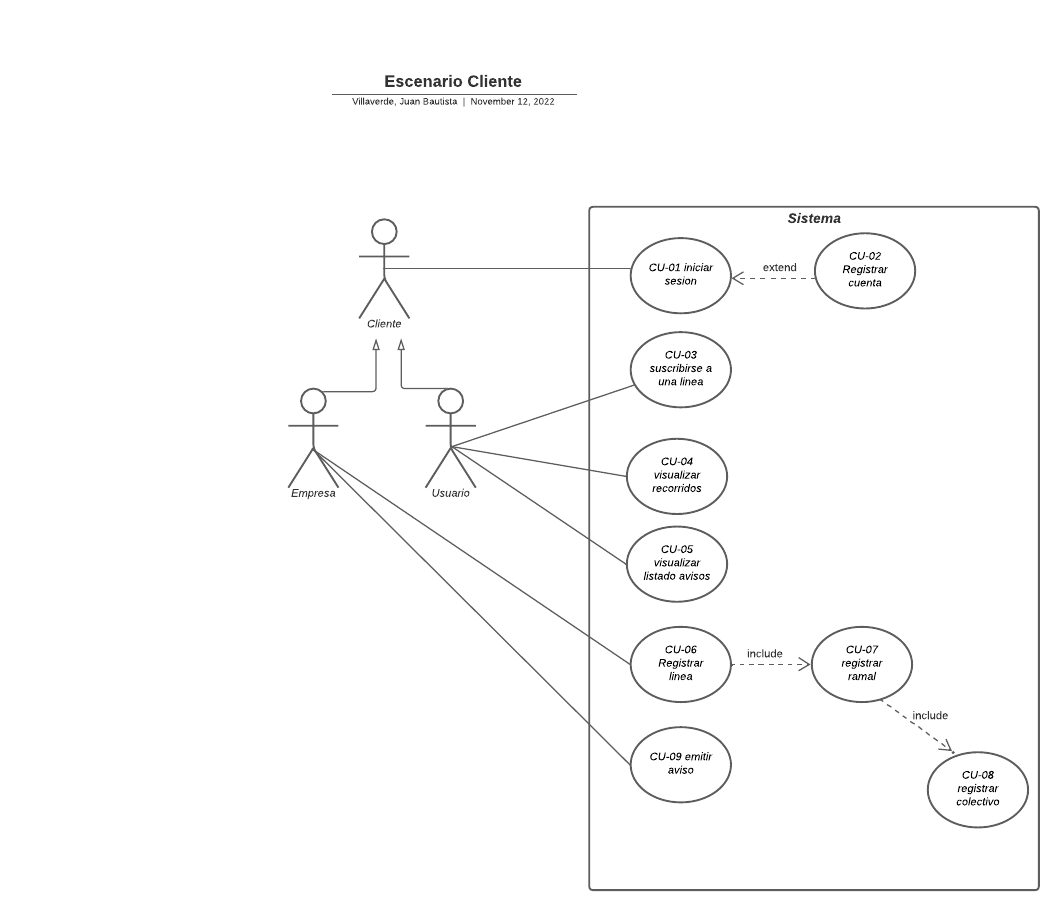 Escenario Cliente
Villaverde, Juan Bautista | November 12, 2022
Sistema
Cliente
Empresa
Usuario
CU-01 iniciar
sesion
extend
CU-02
Registrar
cuenta
CU-03
suscribirse a
una linea
CU-04
visualizar
recorridos
CU-05
visualizar
listado avisos
CU-06
Registrar
linea
include
CU-07
registrar
ramal
include
CU-08
registrar
colectivo
CU-09 emitir
aviso